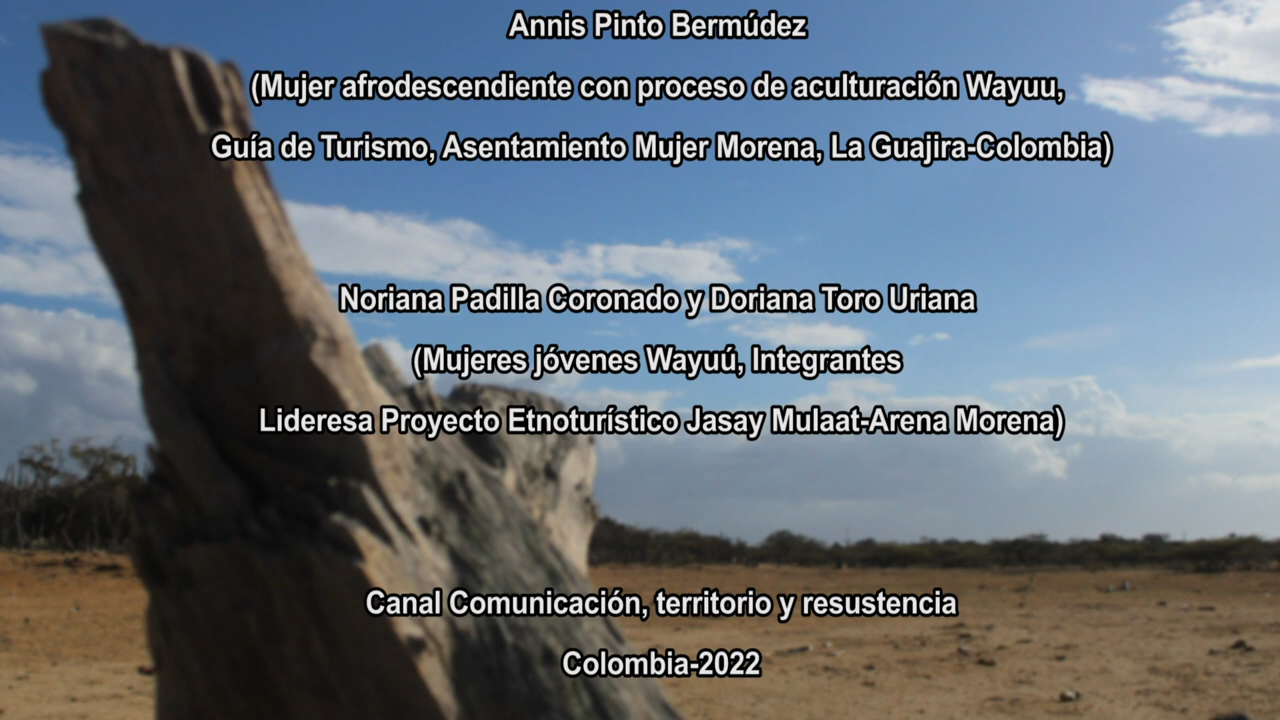 Annis Pinto Bermúdez
(Mujer afrodescendiente con proceso de aculturación Wayuu,
Guía de Turismo, Asentamiento Mujer Morena, La Guajira-Colombia)
Noriana Padilla Coronado y Doriana Toro Uriana
(Mujeres jóvenes Wayuú, Integrantes
Lideresa Proyecto Etnoturístico Jasay Mulaat-Arena Morena)
Canal Comunicación, territorio y resustencia
Colombia-2022